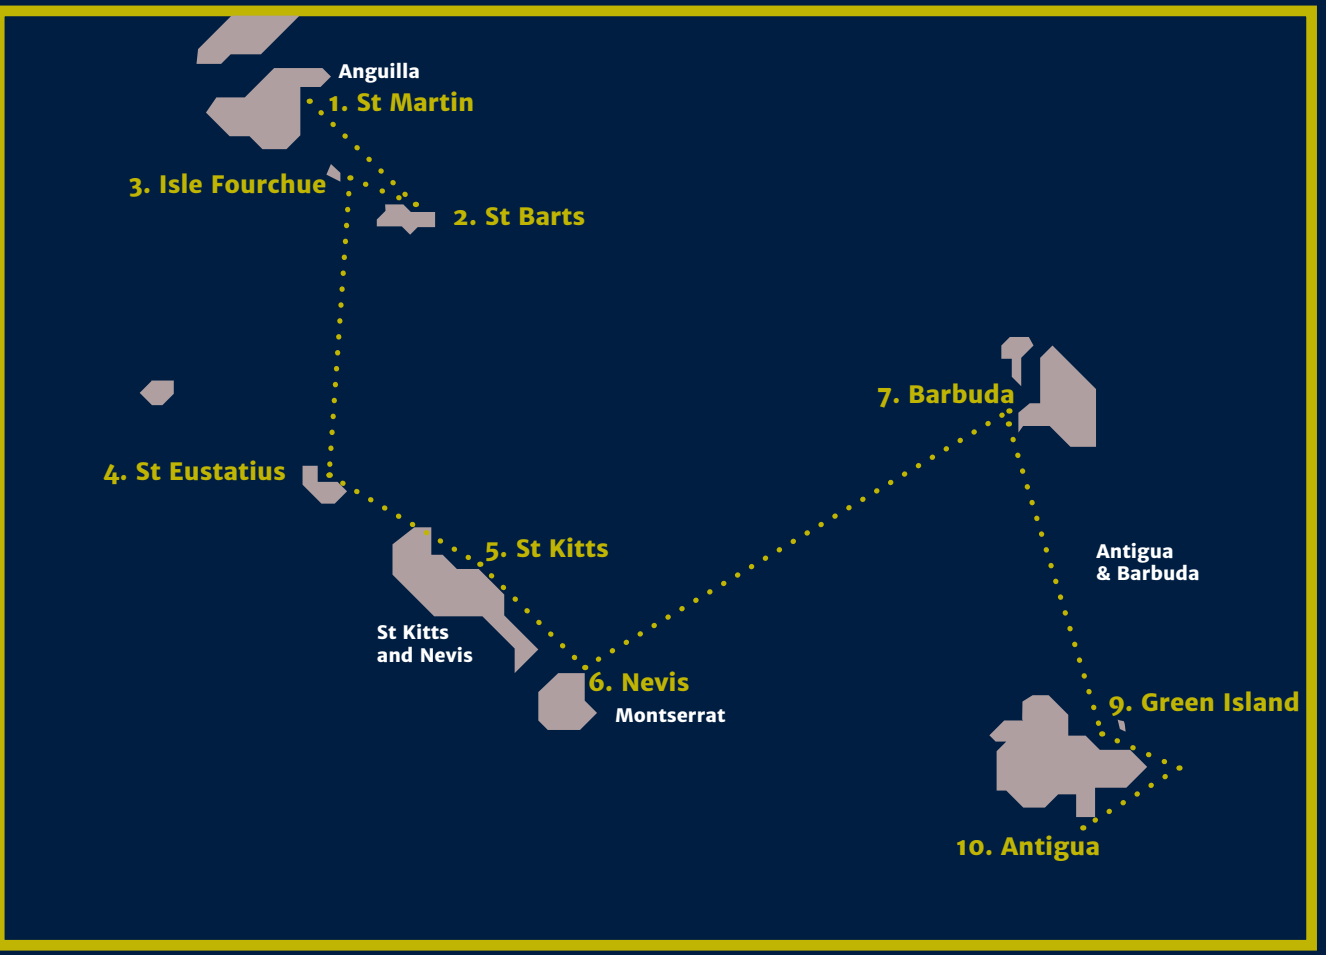 Anguilla
1. St Martin
3. Isle Fourchue
2. St Barts
7. Barbuda
4. St Eustatius
5. St Kitts
Antigua
& Barbuda
St Kitts
and Nevis
6. Nevis
Montserrat
9. Green Island
10. Antigua